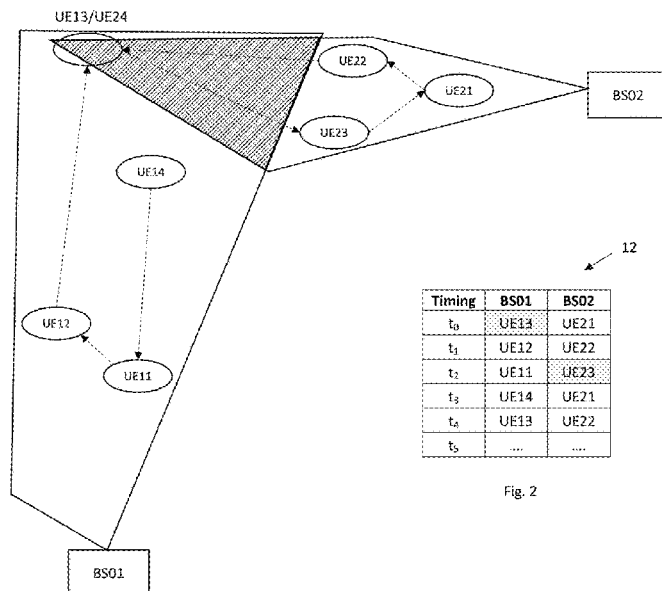 UE13/UE24
UE22
UE21
BS02
UE23
UE14
12
Timing BS01 BS02
t0 UE13 UE21
t1 UE12 UE22
t2 UE11 UE23
t3 UE14 UE21
t4 UE13 UE22
t5 .... ....
UE12
UE11
Fig. 2
BS01